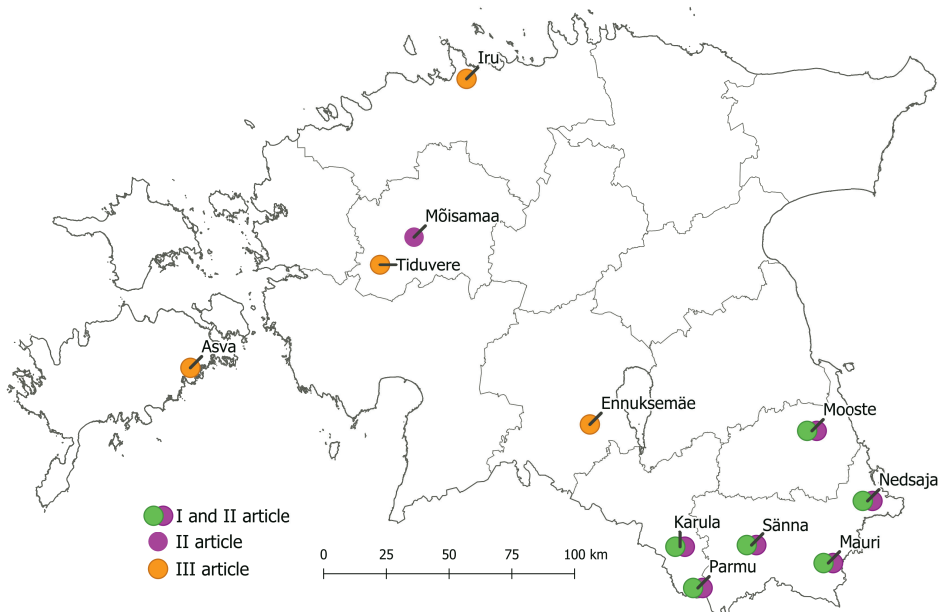 Iru
Mõisamaa
Tiduvere
Asva
Ennuksemäe
Mooste
Nedsaja
Karula
Sänna
Mauri
Parmu
I and II article
II article
III article
0 25 50 75 100 km